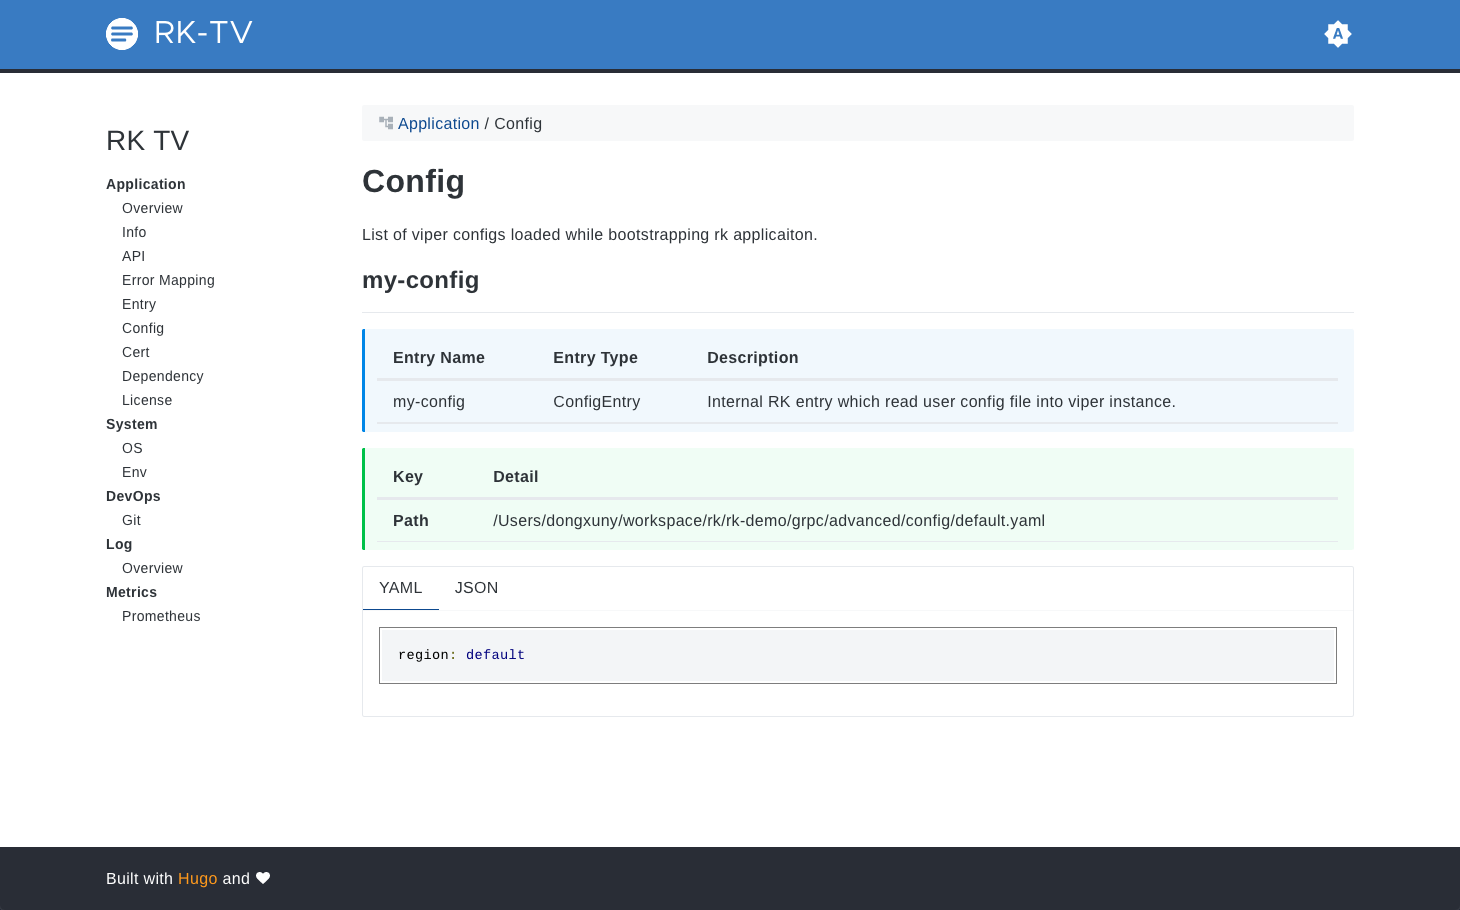 RK-TV
A
RK TV
Application
Overview
Info
API
Error Mapping
Entry
Config
Cert
Dependency
License
System
OS
Env
DevOps
Git
Log
Overview
Metrics
Prometheus
Application / Config
Config
List of viper configs loaded while bootstrapping rk applicaiton.
my-config
Entry Name Entry Type Description
my-config ConfigEntry Internal RK entry which read user config file into viper instance.
Key Detail
Path /Users/dongxuny/workspace/rk/rk-demo/grpc/advanced/config/default.yaml
YAML JSON
region: default
Built with Hugo and